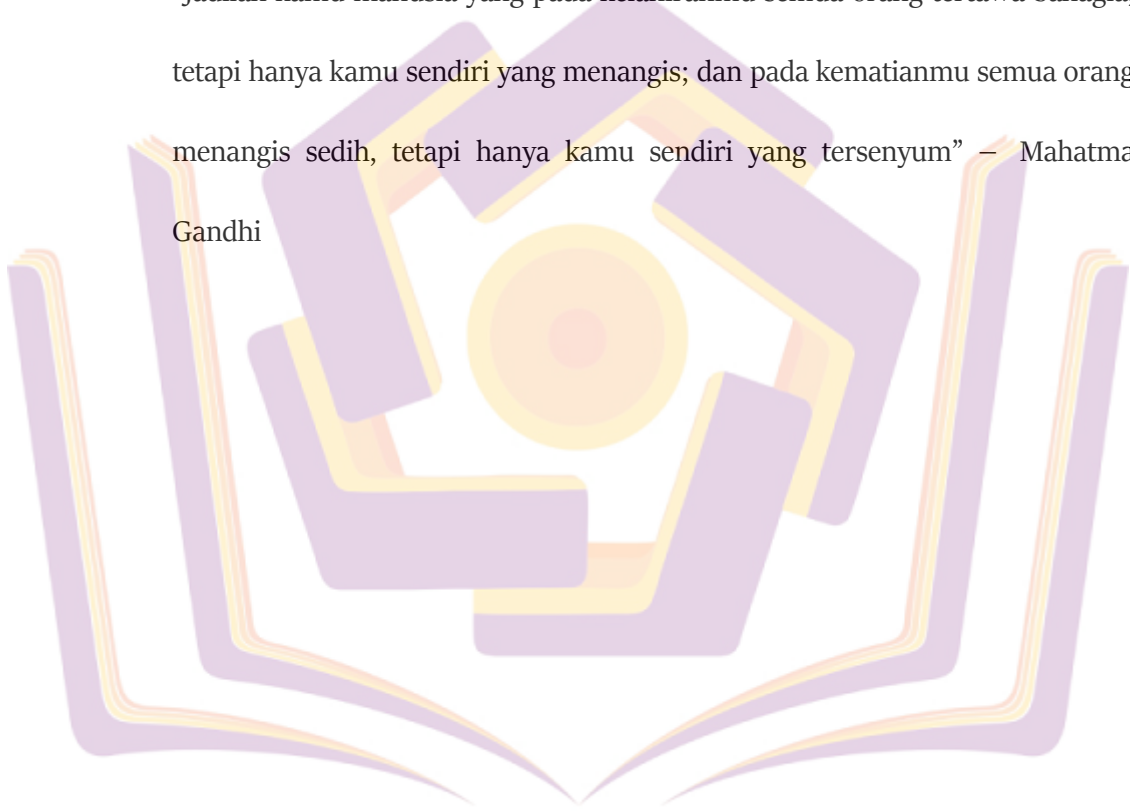 tetapi hanya kamu sendiri yang menangis; dan pada kematianmu semua orang
menangis sedih, tetapi hanya kamu sendiri yang tersenyum” – Mahatma
Gandhi